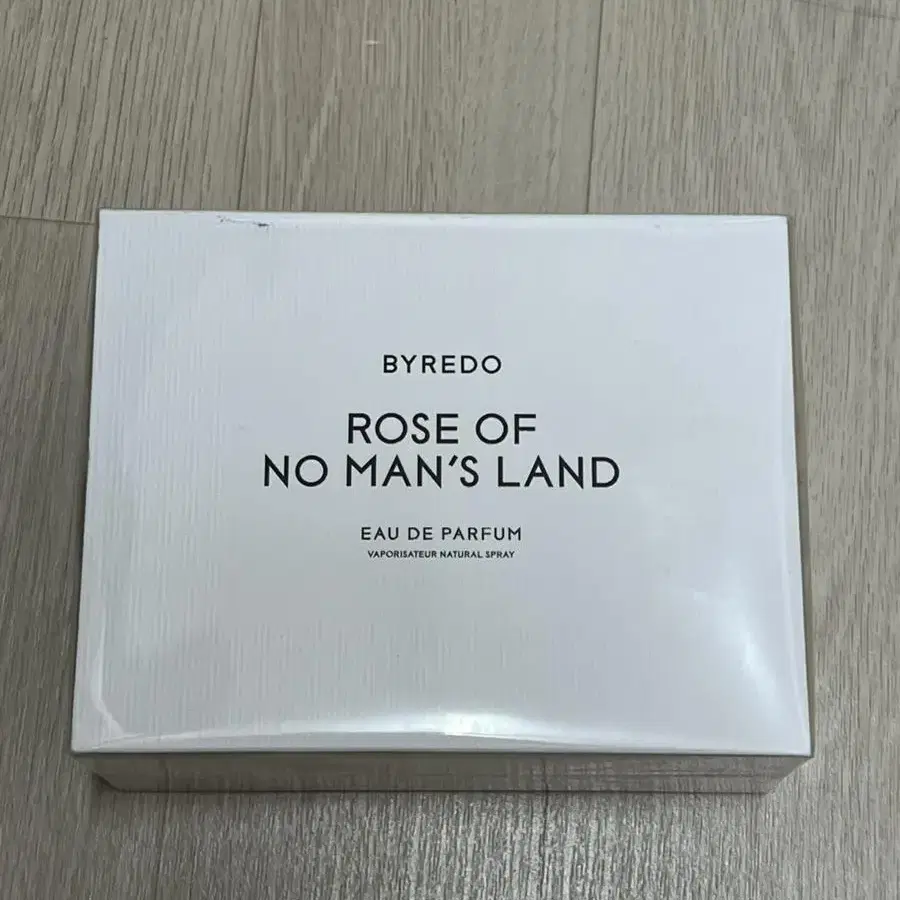 BYREDO
ROSE OF
NO MAN'S LAND
EAU DE PARFUM
VAPORISATEUR NATURAL SPRAY